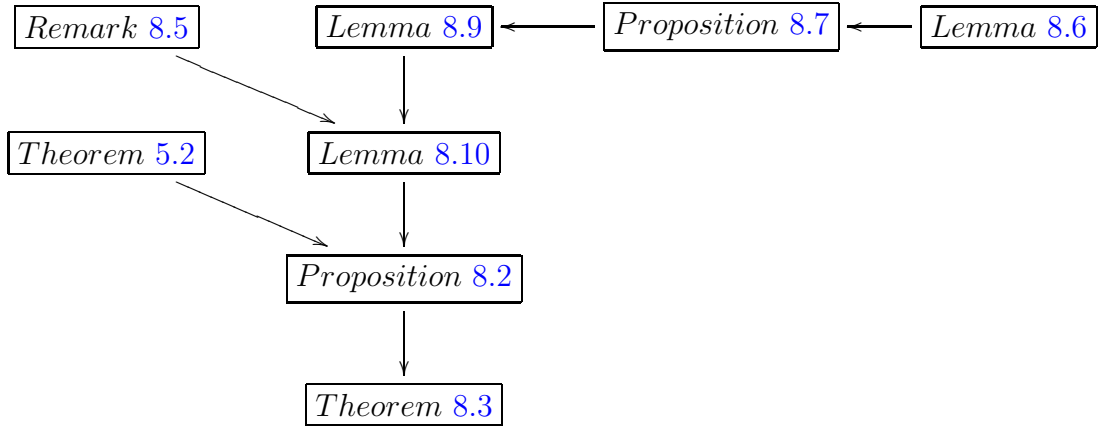 Remark 8.5 Lemma 8.9 Proposition 8.7 Lemma 8.6
Theorem 5.2 Lemma 8.10
Proposition 8.2
Theorem 8.3